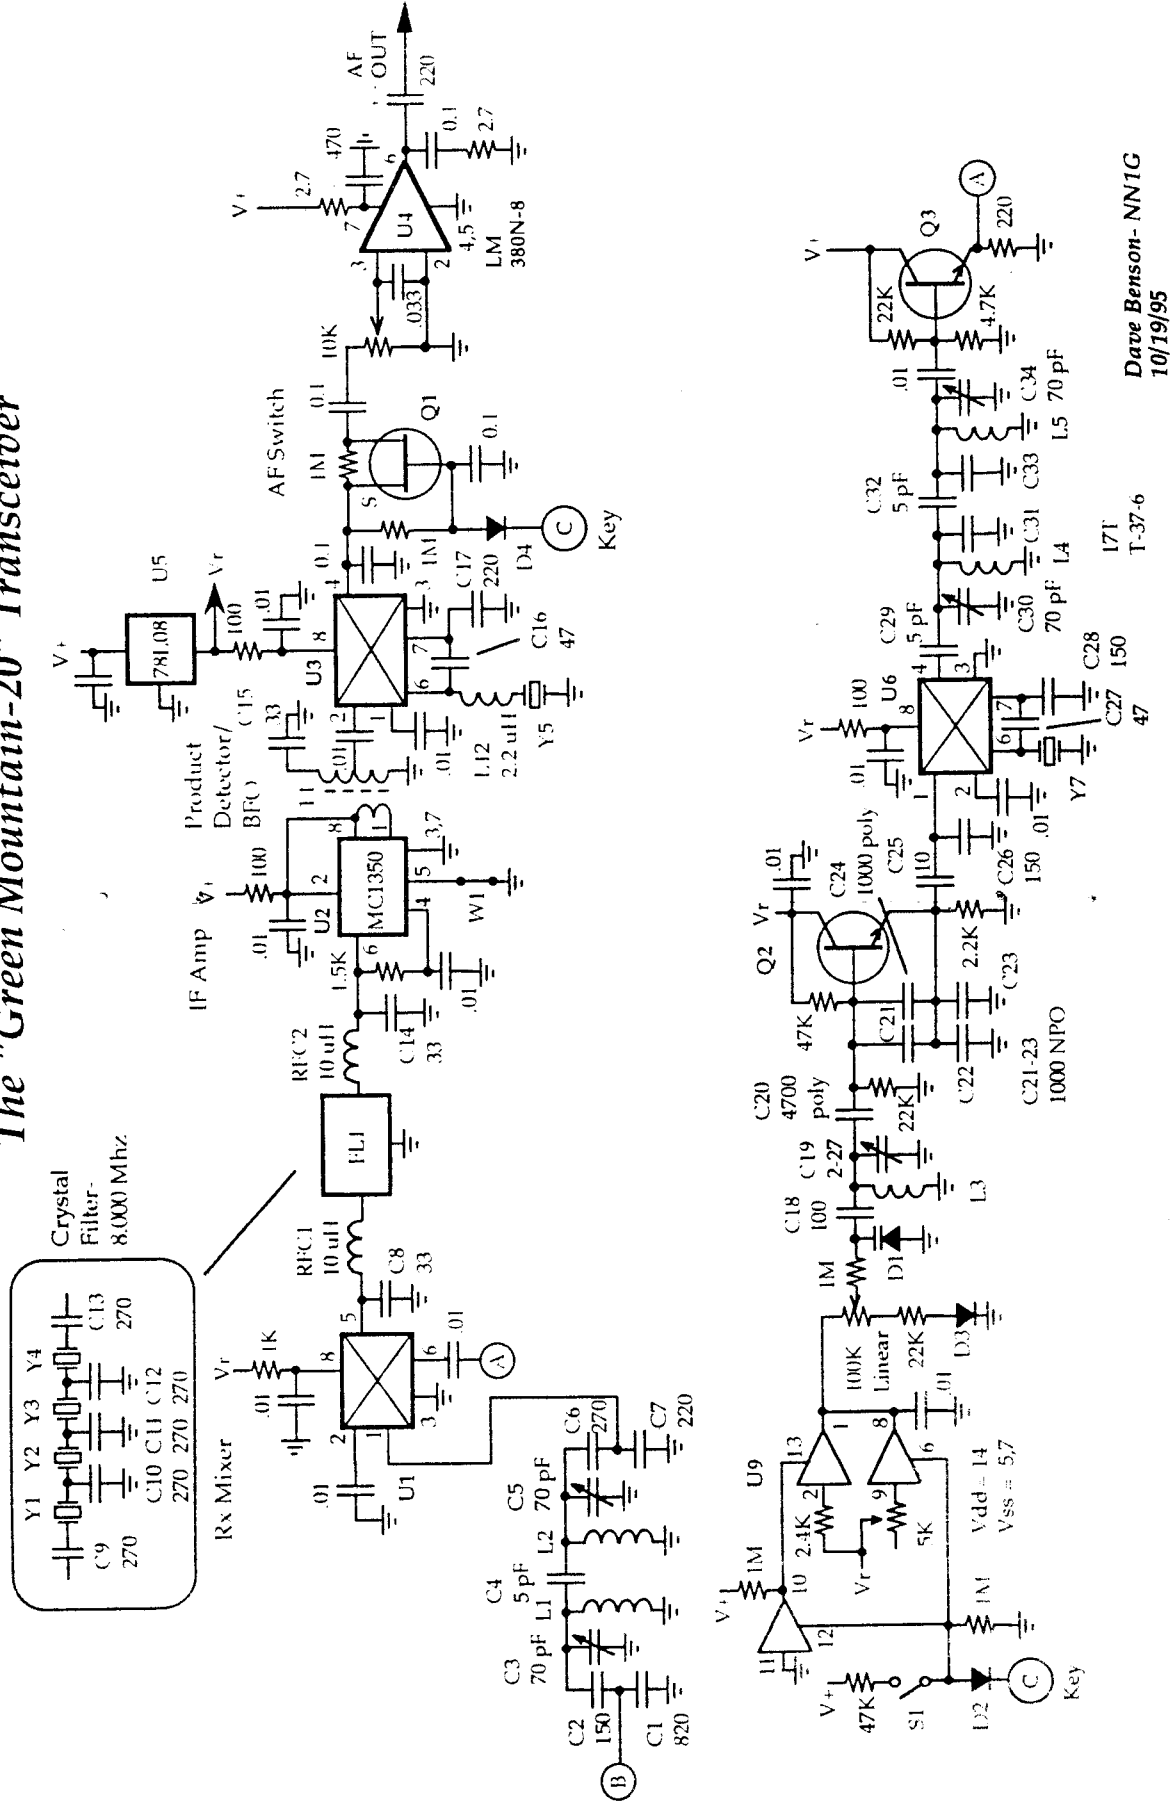 The "Green Mountain-20" Transceiver
Crystal
Filter-
8.000 Mhz
Y1 Y2 Y3 Y4
C9
270
C10 C11 C12
270 270 270
C13
270
Rx Mixer
Vr
1K
.01
8
2
1
3
6
5
.01
U1
.01
A
RFC1
10 uH
C8
33
FL1
RFC2
10 uH
C14
33
IF Amp
V+
100
.01
U2
2
MC1350
6
1.5K
.01
4
5
8
1
3,7
W1
Product
Detector/
BFO
C15
33
.01
.01
V+
78L08
U5
Vr
100
.01
U3
8
2
1
4
3
6
7
L12
2.2 uH
Y5
C16
47
C17
220
0.1
1M
D4
C
Key
AF Switch
1M
S
Q1
0.1
0.1
10K
.033
3
2
V+
2.7
470
7
U4
6
4,5
LM
380N-8
0.1
2.7
AF
OUT
220
B
C2
150
C1
820
C3
70 pF
L1
C4
5 pF
L2
C5
70 pF
C6
270
C7
220
V+
47K
S1
D2
C
Key
V+
1M
11
10
12
1M
U9
13
2
1
2.4K
Vr
9
8
6
5K
.01
Vdd = 14
Vss = 5,7
100K
Linear
22K
D3
1M
D1
C18
100
L3
C19
2-27
C20
4700
poly
22K
47K
Q2
Vr
.01
C24
1000 poly
C21
C22
C23
C21-23
1000 NPO
2.2K
C25
10
C26
150
Vr
100
.01
U6
8
1
2
4
3
6
7
.01
Y7
C27
47
C28
150
C29
5 pF
C30
70 pF
L4
C31
17T
T-37-6
C32
5 pF
C33
L5
C34
70 pF
.01
22K
4.7K
V+
Q3
220
A
Dave Benson- NN1G
10/19/95